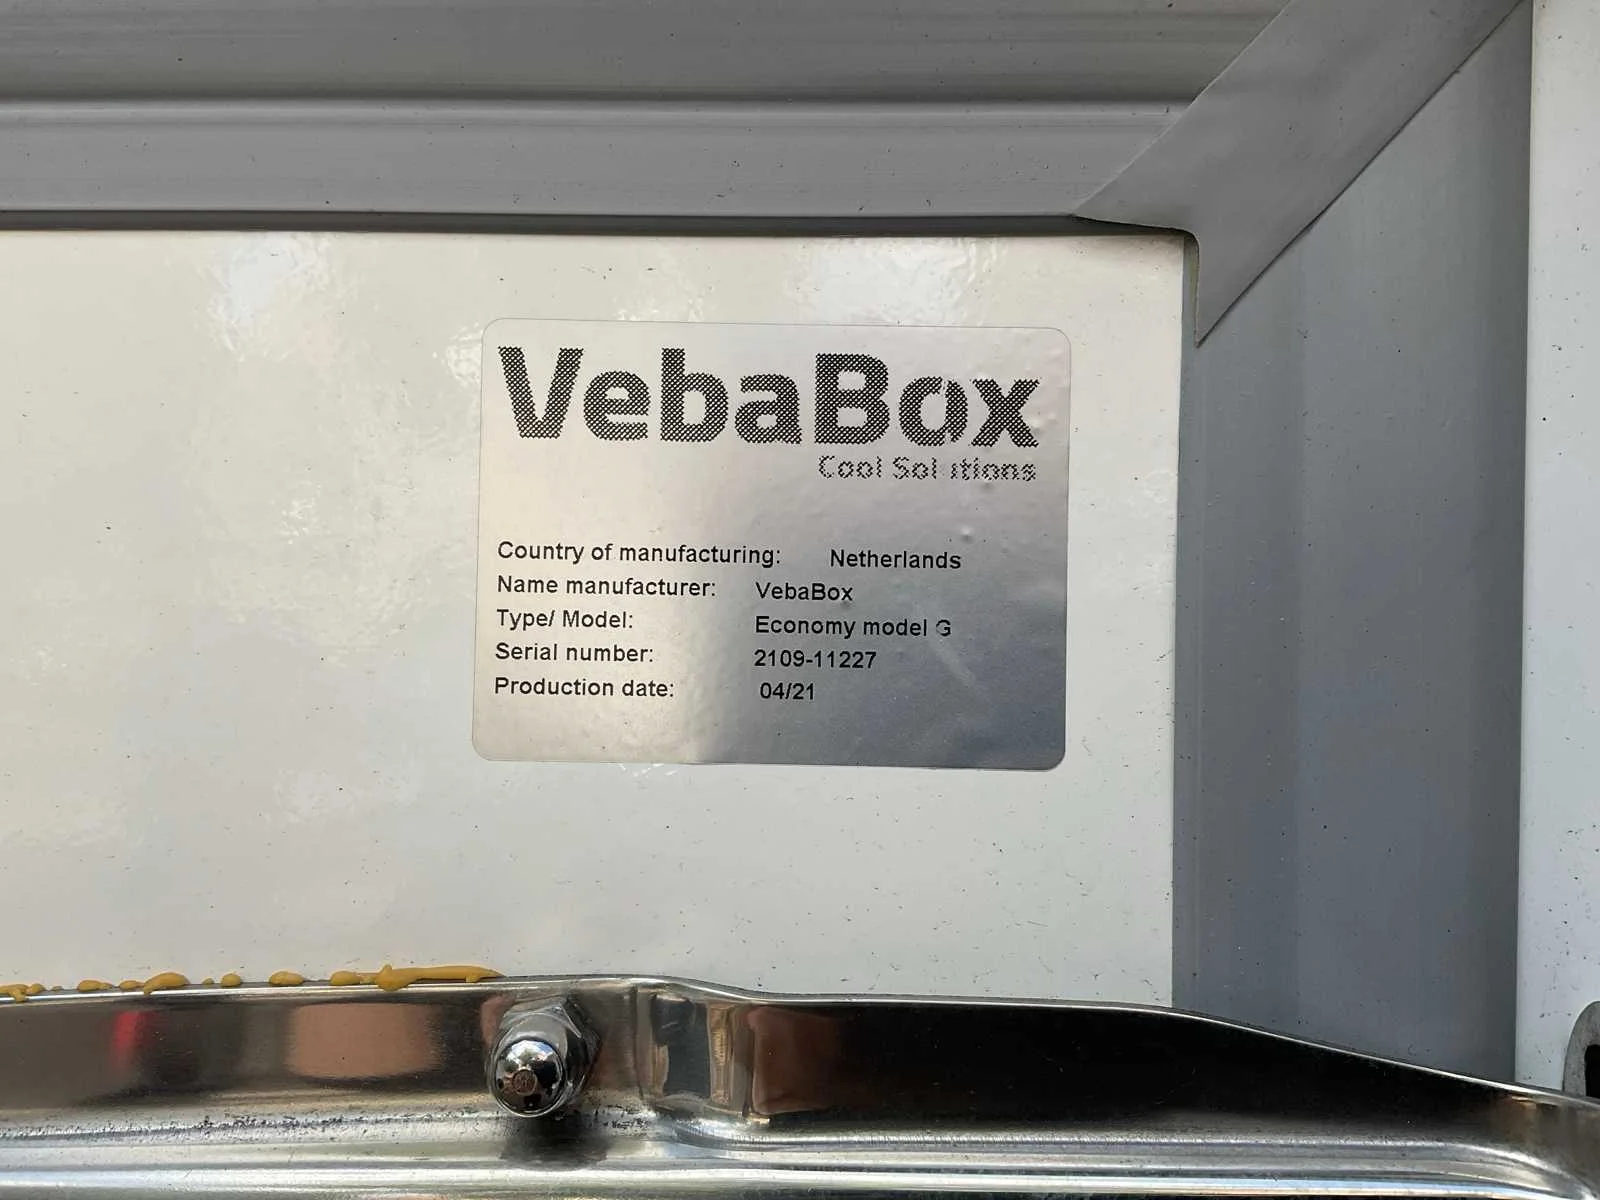 VebaBox
Cool Solutions
Country of manufacturing: Netherlands
Name manufacturer: VebaBox
Type/ Model: Economy model G
Serial number: 2109-11227
Production date: 04/21